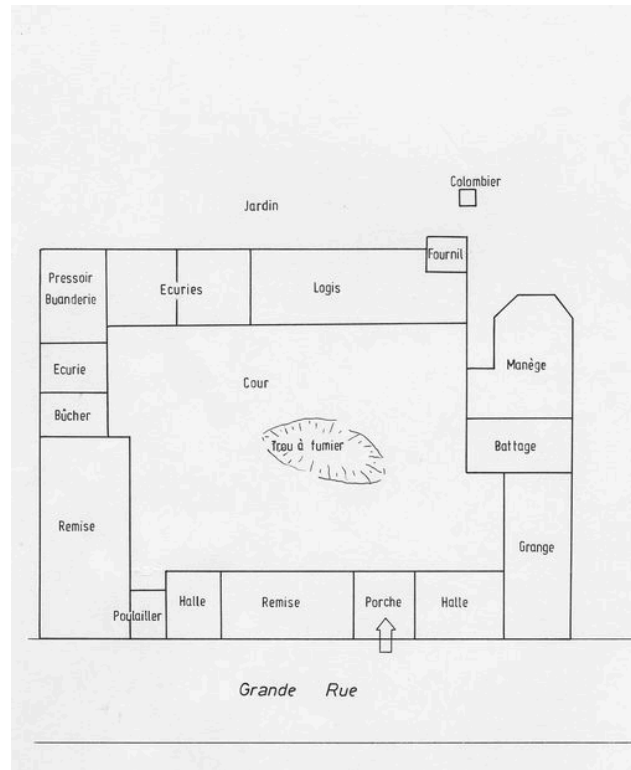 Colombier
Jardin
Fournil
Pressoir
Buanderie
Ecuries
Logis
Manège
Ecurie
Cour
Bûcher
Trou à fumier
Battage
Remise
Grange
Poulailler
Halle
Remise
Porche
Halle
Grande Rue